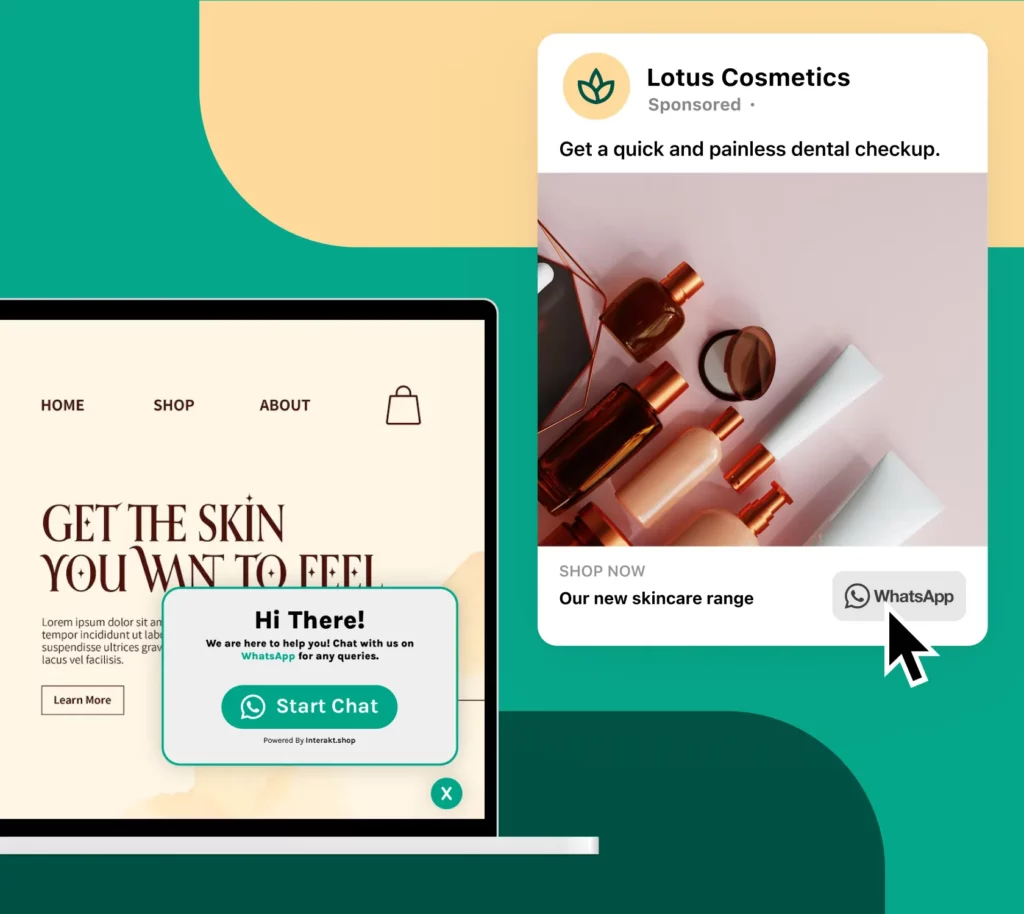 Lotus Cosmetics
Sponsored ·
Get a quick and painless dental checkup.
SHOP NOW
Our new skincare range
WhatsApp
HOME SHOP ABOUT
GET THE SKIN
YOU WANT TO FEEL
Lorem ipsum dolor sit am
tempor incididunt ut labo
suspendisse ultrices grav
lacus vel facilisis.
Learn More
Hi There!
We are here to help you! Chat with us on
WhatsApp for any queries.
Start Chat
Powered By Interakt.shop
X